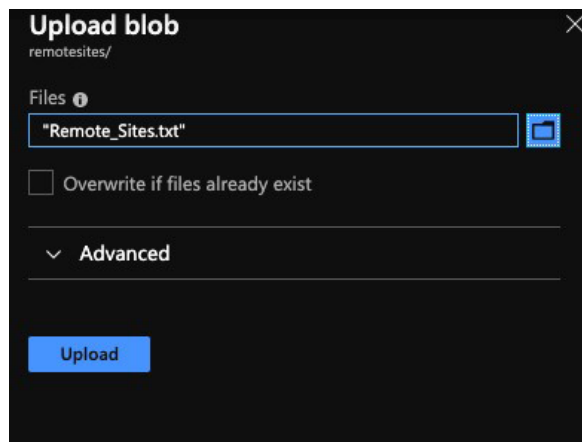 Upload blob
remotesites/
Files
"Remote_Sites.txt"
Overwrite if files already exist
Advanced
Upload